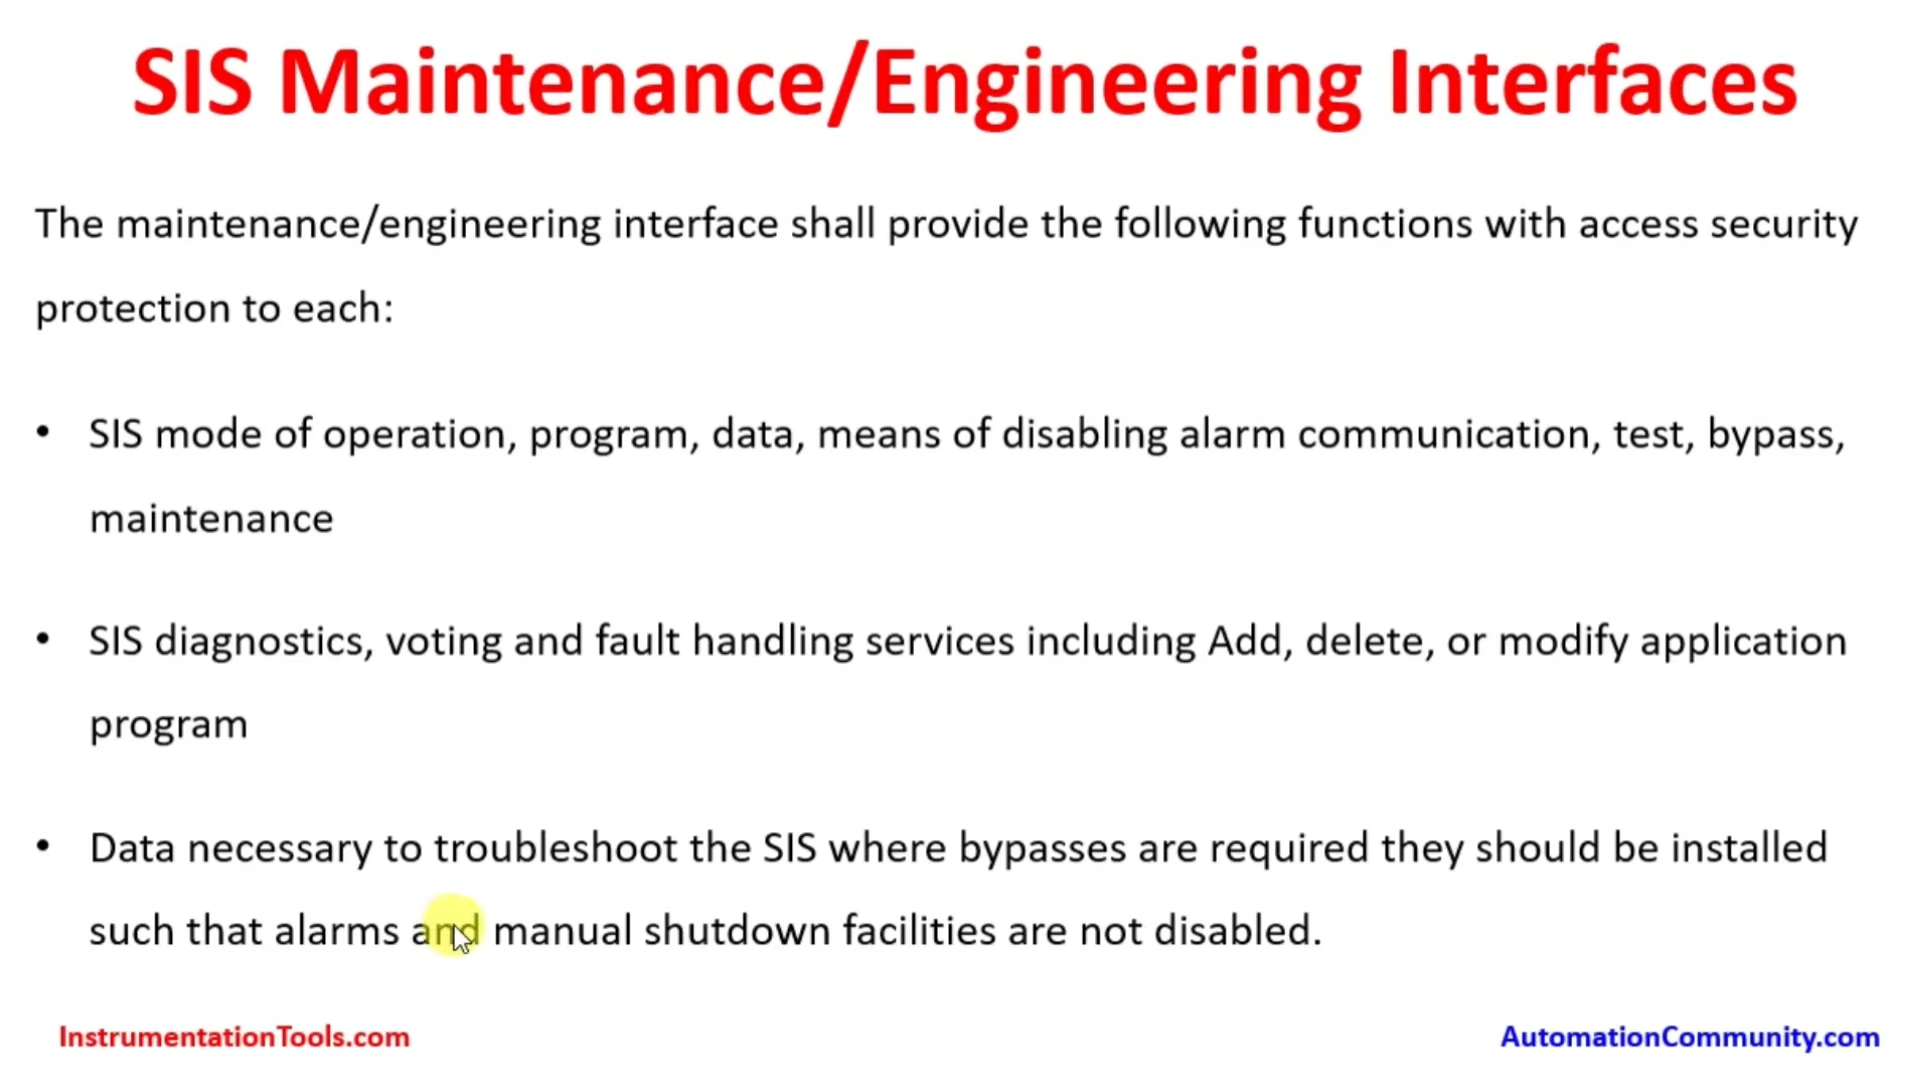 SIS Maintenance/Engineering Interfaces
The maintenance/engineering interface shall provide the following functions with access security
protection to each:
• SIS mode of operation, program, data, means of disabling alarm communication, test, bypass,
maintenance
• SIS diagnostics, voting and fault handling services including Add, delete, or modify application
program
• Data necessary to troubleshoot the SIS where bypasses are required they should be installed
such that alarms and manual shutdown facilities are not disabled.
InstrumentationTools.com
AutomationCommunity.com